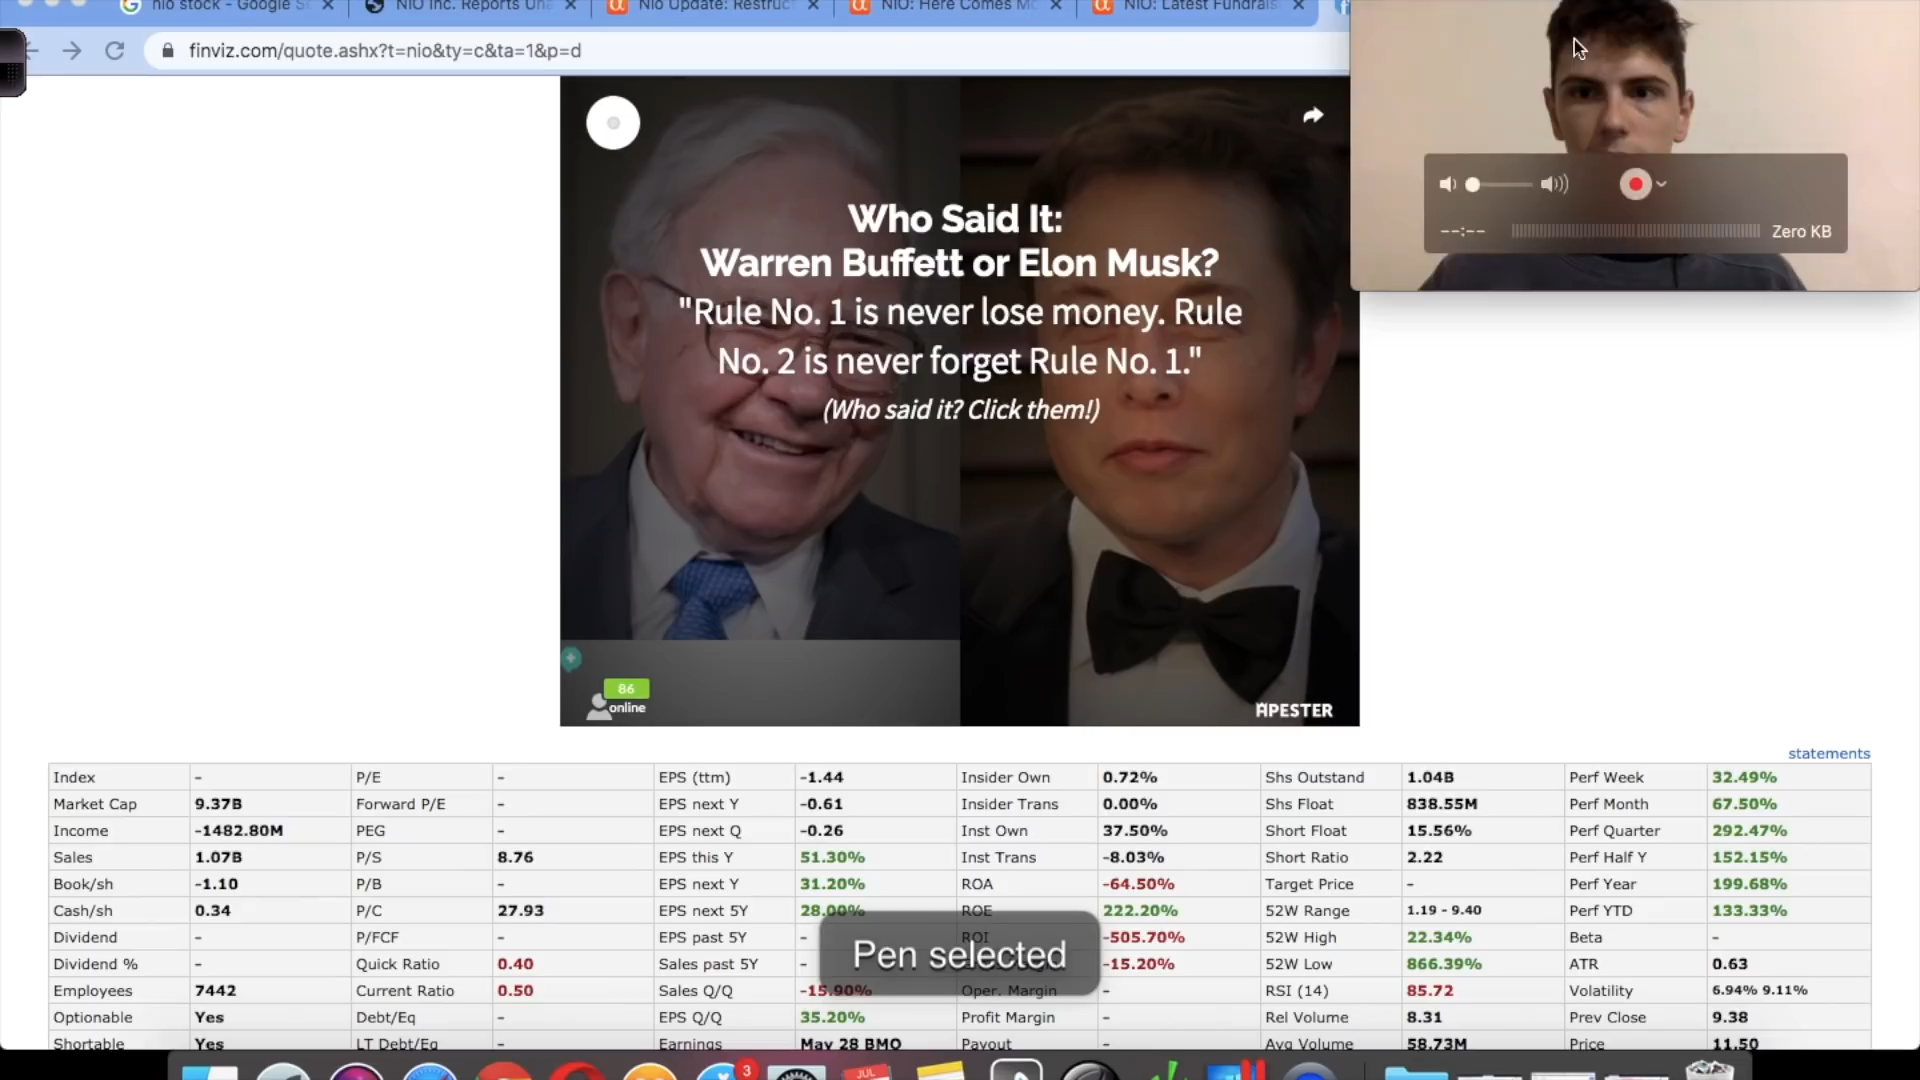 nio stock - Google S
NIO Inc. Reports Una
Nio Update: Restruct
NIO: Here Comes Mo
NIO: Latest Fundrais
finviz.com/quote.ashx?t=nio&ty=c&ta=1&p=d
--:--
Zero KB
Who Said It:
Warren Buffett or Elon Musk?
"Rule No. 1 is never lose money. Rule
No. 2 is never forget Rule No. 1."
(Who said it? Click them!)
86
online
APESTER
statements
Index - P/E - EPS (ttm) -1.44 Insider Own 0.72% Shs Outstand 1.04B Perf Week 32.49%
Market Cap 9.37B Forward P/E - EPS next Y -0.61 Insider Trans 0.00% Shs Float 838.55M Perf Month 67.50%
Income -1482.80M PEG - EPS next Q -0.26 Inst Own 37.50% Short Float 15.56% Perf Quarter 292.47%
Sales 1.07B P/S 8.76 EPS this Y 51.30% Inst Trans -8.03% Short Ratio 2.22 Perf Half Y 152.15%
Book/sh -1.10 P/B - EPS next Y 31.20% ROA -64.50% Target Price - Perf Year 199.68%
Cash/sh 0.34 P/C 27.93 EPS next 5Y 28.00% ROE 222.20% 52W Range 1.19 - 9.40 Perf YTD 133.33%
Dividend - P/FCF - EPS past 5Y - ROI -505.70% 52W High 22.34% Beta -
Dividend % - Quick Ratio 0.40 Sales past 5Y - -15.20% 52W Low 866.39% ATR 0.63
Employees 7442 Current Ratio 0.50 Sales Q/Q -15.90% Oper. Margin - RSI (14) 85.72 Volatility 6.94% 9.11%
Optionable Yes Debt/Eq - EPS Q/Q 35.20% Profit Margin - Rel Volume 8.31 Prev Close 9.38
Shortable Yes LT Debt/Eq - Earnings May 28 BMO Payout - Avg Volume 58.73M Price 11.50
Pen selected
3
JUL